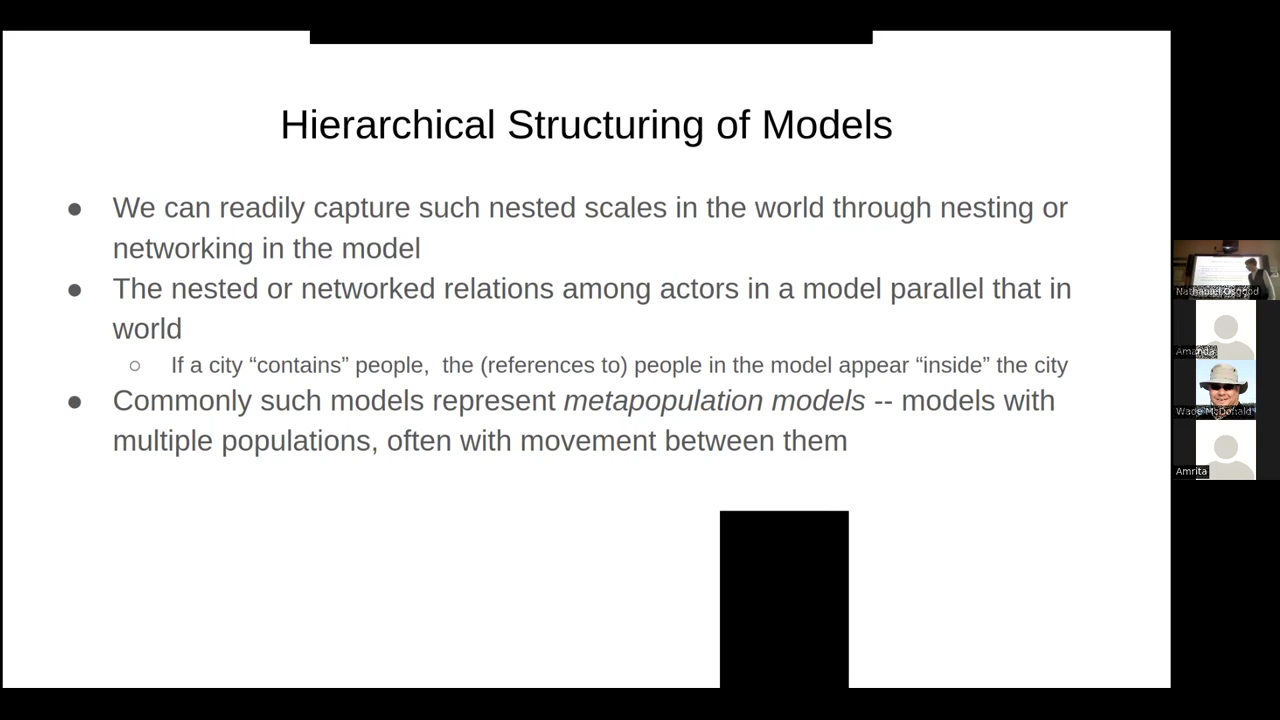 Hierarchical Structuring of Models
● We can readily capture such nested scales in the world through nesting or
networking in the model
● The nested or networked relations among actors in a model parallel that in
world
○ If a city “contains” people,  the (references to) people in the model appear “inside” the city
● Commonly such models represent metapopulation models -- models with
multiple populations, often with movement between them
Nathaniel Osgood
Amanda
Wade McDonald
Amrita